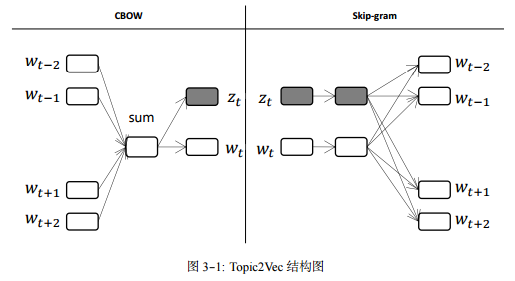 CBOW
Skip-gram
w_{t−2}
w_{t−1}
sum
z_t
w_t
w_{t+1}
w_{t+2}
z_t
w_t
w_{t−2}
w_{t−1}
w_{t+1}
w_{t+2}
图 3-1: Topic2Vec 结构图